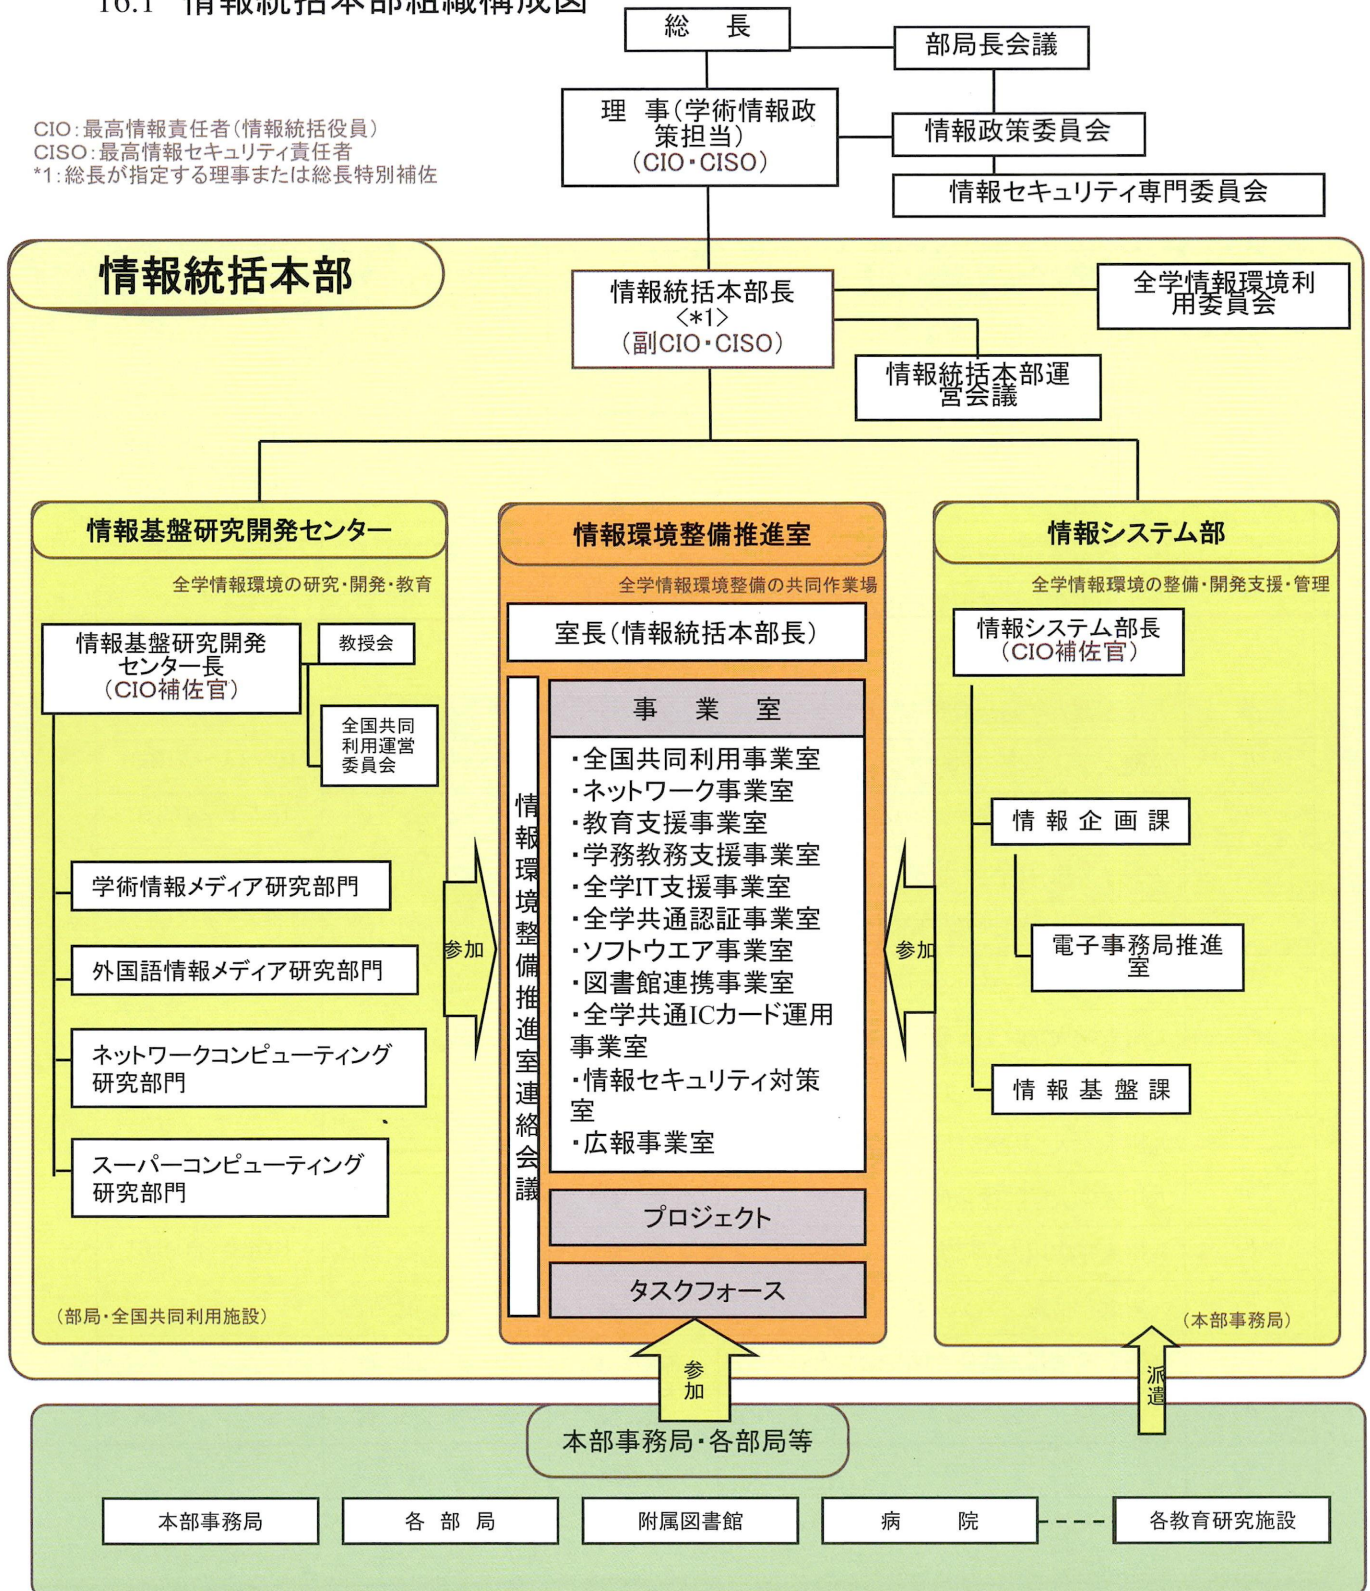 16.1 情報統括本部組織構成図
総 長
部局長会議
CIO:最高情報責任者(情報統括役員)
CISO:最高情報セキュリティ責任者
*1:総長が指定する理事または総長特別補佐
理 事(学術情報政
策担当)
(CIO・CISO)
情報政策委員会
情報セキュリティ専門委員会
情報統括本部
情報統括本部長
<*1>
(副CIO・CISO)
全学情報環境利
用委員会
情報統括本部運
営会議
情報基盤研究開発センター
全学情報環境の研究・開発・教育
情報基盤研究開発
センター長
(CIO補佐官)
教授会
全国共同
利用運営
委員会
学術情報メディア研究部門
外国語情報メディア研究部門
ネットワークコンピューティング
研究部門
スーパーコンピューティング
研究部門
(部局・全国共同利用施設)
参加
情報環境整備推進室
全学情報環境整備の共同作業場
室長(情報統括本部長)
情報環境整備推進室連絡会議
事 業 室
・全国共同利用事業室
・ネットワーク事業室
・教育支援事業室
・学務教務支援事業室
・全学IT支援事業室
・全学共通認証事業室
・ソフトウエア事業室
・図書館連携事業室
・全学共通ICカード運用
事業室
・情報セキュリティ対策
室
・広報事業室
プロジェクト
タスクフォース
参加
情報システム部
全学情報環境の整備・開発支援・管理
情報システム部長
(CIO補佐官)
情 報 企 画 課
電子事務局推進
室
情 報 基 盤 課
(本部事務局)
参加
派遣
本部事務局・各部局等
本部事務局
各 部 局
附属図書館
病 院
各教育研究施設